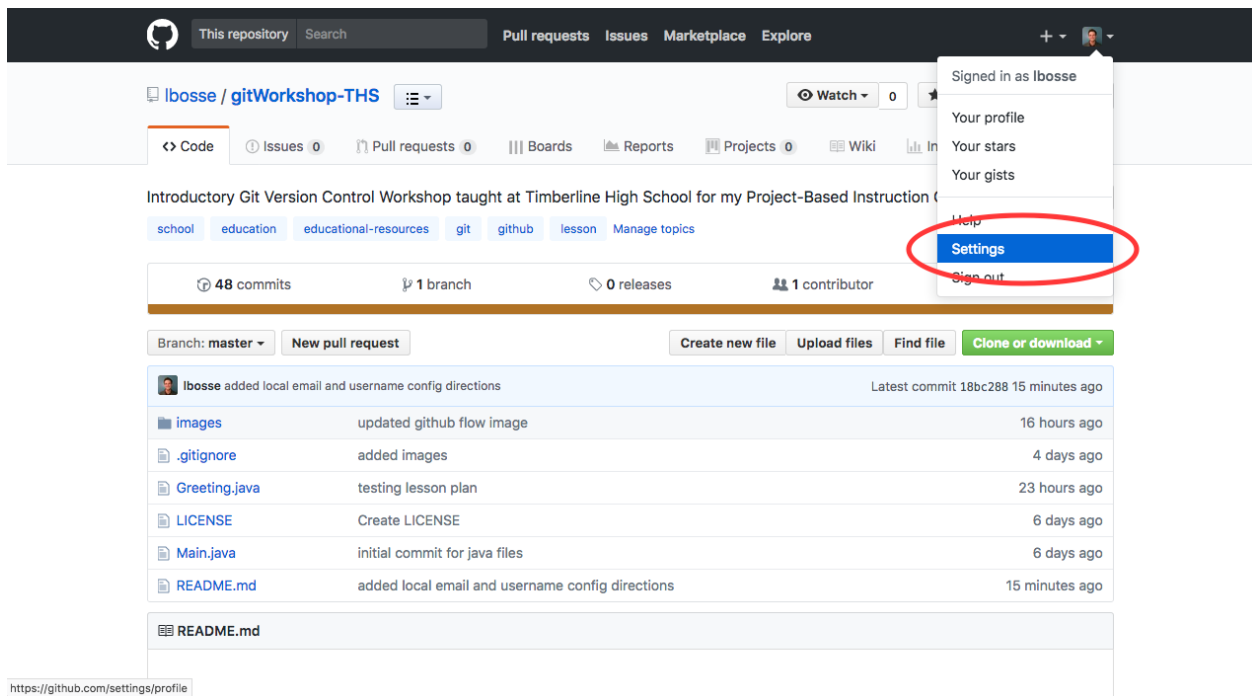 This repository Search Pull requests Issues Marketplace Explore
Signed in as lbosse
lbosse / gitWorkshop-THS Watch 0
Your profile
Your stars
Your gists
Help
Settings
Sign out
Code Issues 0 Pull requests 0 Boards Reports Projects 0 Wiki
Introductory Git Version Control Workshop taught at Timberline High School for my Project-Based Instruction
school education educational-resources git github lesson Manage topics
48 commits 1 branch 0 releases 1 contributor
Branch: master New pull request Create new file Upload files Find file Clone or download
lbosse added local email and username config directions Latest commit 18bc288 15 minutes ago
images updated github flow image 16 hours ago
.gitignore added images 4 days ago
Greeting.java testing lesson plan 23 hours ago
LICENSE Create LICENSE 6 days ago
Main.java initial commit for java files 6 days ago
README.md added local email and username config directions 15 minutes ago
README.md
https://github.com/settings/profile